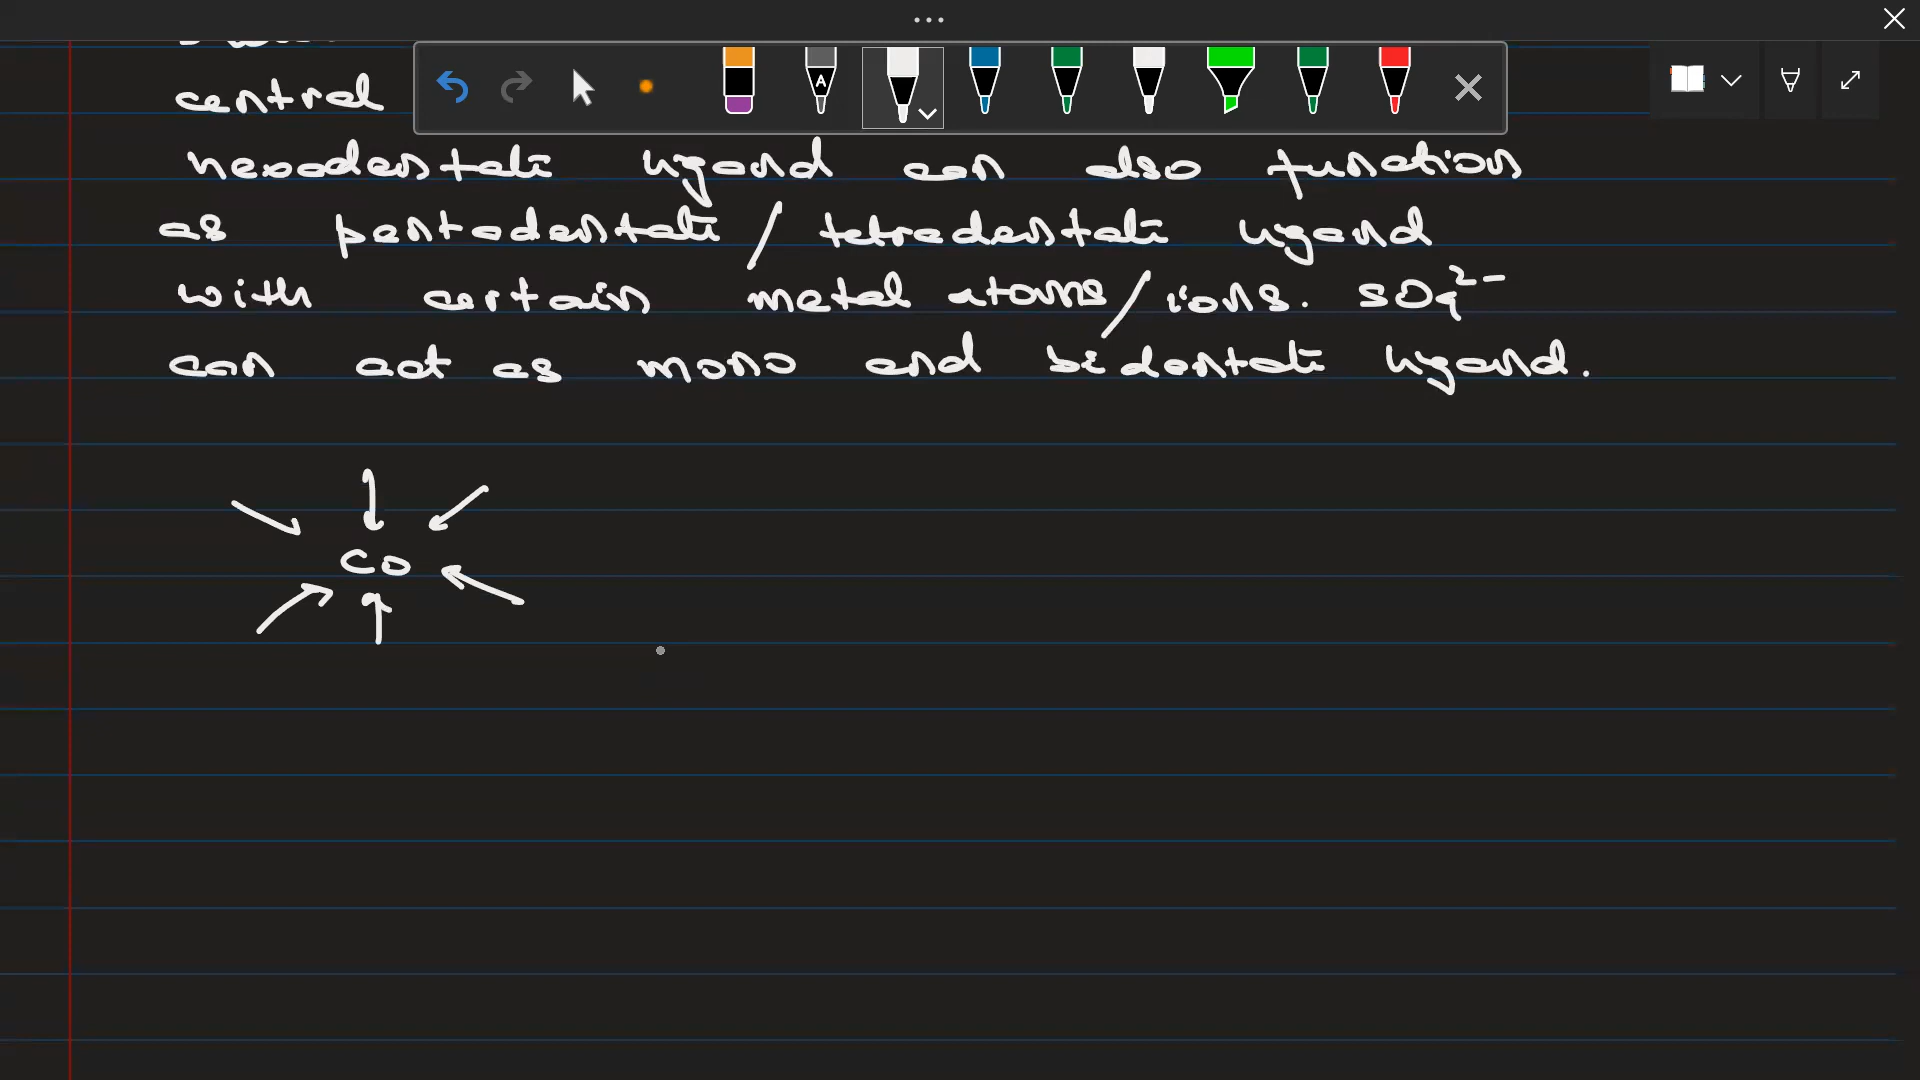 central
hexadentate ligand can also function
as pentadentate / tetradentate ligand
with certain metal atoms / ions. SO₄²⁻
can act as mono and bidentate ligand.
Co